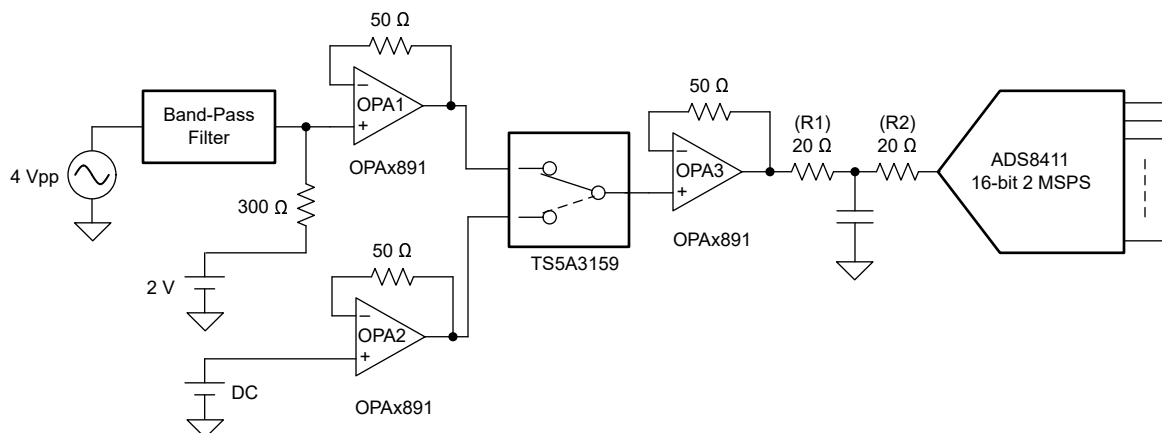 50 Ω
50 Ω
Band-Pass
Filter
−
OPA1
+
OPAx891
4 Vpp
300 Ω
2 V
50 Ω
−
OPA2
+
OPAx891
DC
TS5A3159
−
OPA3
+
OPAx891
(R1)
20 Ω
(R2)
20 Ω
ADS8411
16-bit 2 MSPS